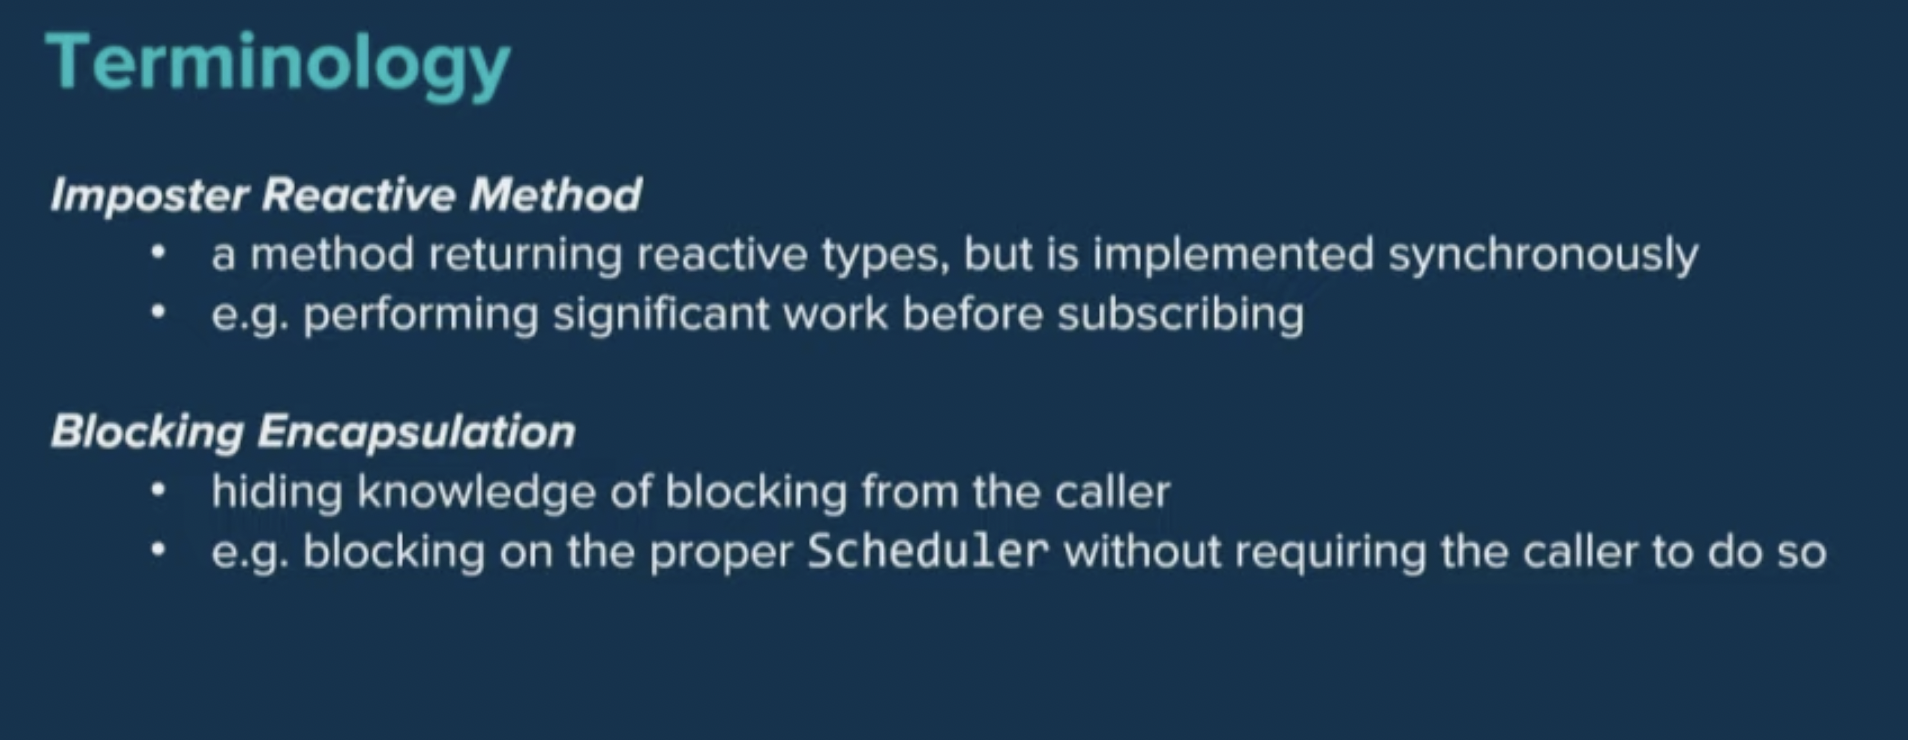 Terminology
Imposter Reactive Method
• a method returning reactive types, but is implemented synchronously
• e.g. performing significant work before subscribing
Blocking Encapsulation
• hiding knowledge of blocking from the caller
• e.g. blocking on the proper Scheduler without requiring the caller to do so